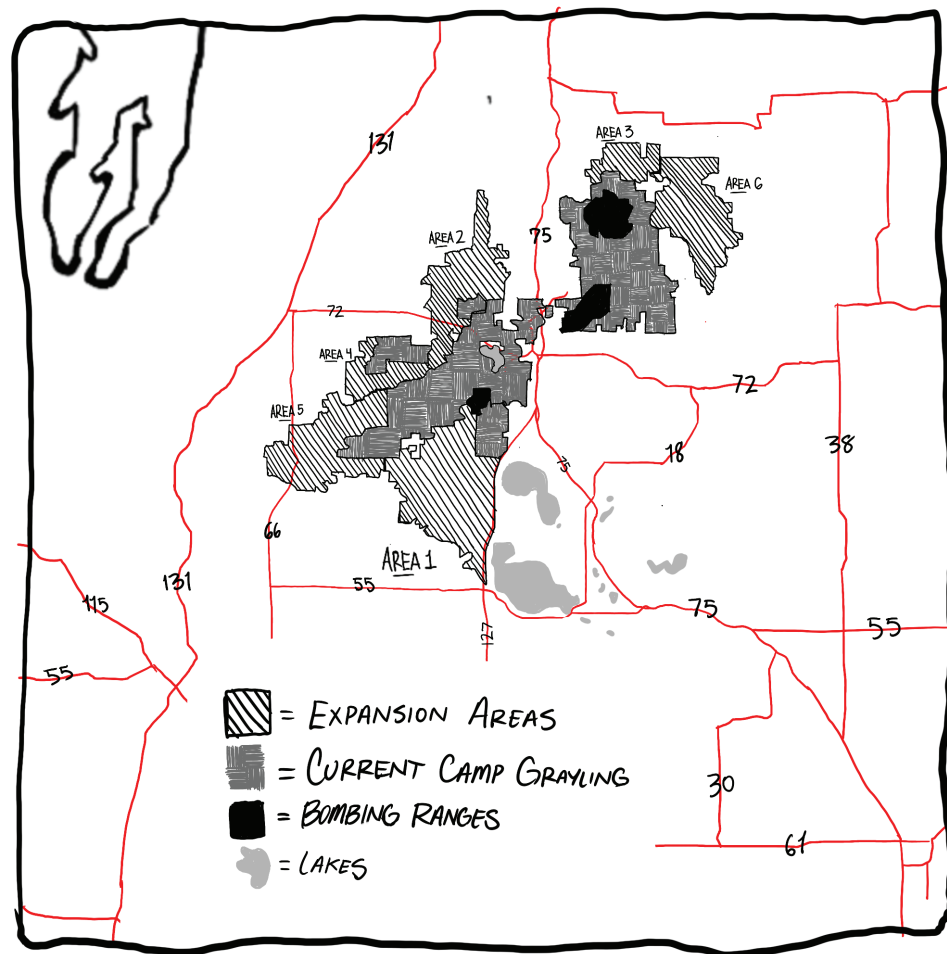 131
AREA 3
AREA 6
AREA 2
75
72
AREA 4
72
AREA 5
18
38
75
66
AREA 1
131
55
115
75
127
55
55
= EXPANSION AREAS
= CURRENT CAMP GRAYLING
30
= BOMBING RANGES
61
= LAKES